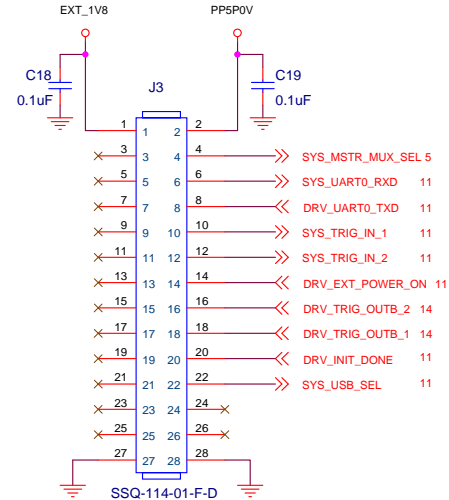 EXT_1V8 PP5P0V
C18 J3 C19
0.1uF 0.1uF
1 1 2 2
3 3 4 4 SYS_MSTR_MUX_SEL 5
5 5 6 6 SYS_UART0_RXD 11
7 7 8 8 DRV_UART0_TXD 11
9 9 10 10 SYS_TRIG_IN_1 11
11 11 12 12 SYS_TRIG_IN_2 11
13 13 14 14 DRV_EXT_POWER_ON 11
15 15 16 16 DRV_TRIG_OUTB_2 14
17 17 18 18 DRV_TRIG_OUTB_1 14
19 19 20 20 DRV_INIT_DONE 11
21 21 22 22 SYS_USB_SEL 11
23 23 24 24
25 25 26 26
27 27 28 28
SSQ-114-01-F-D